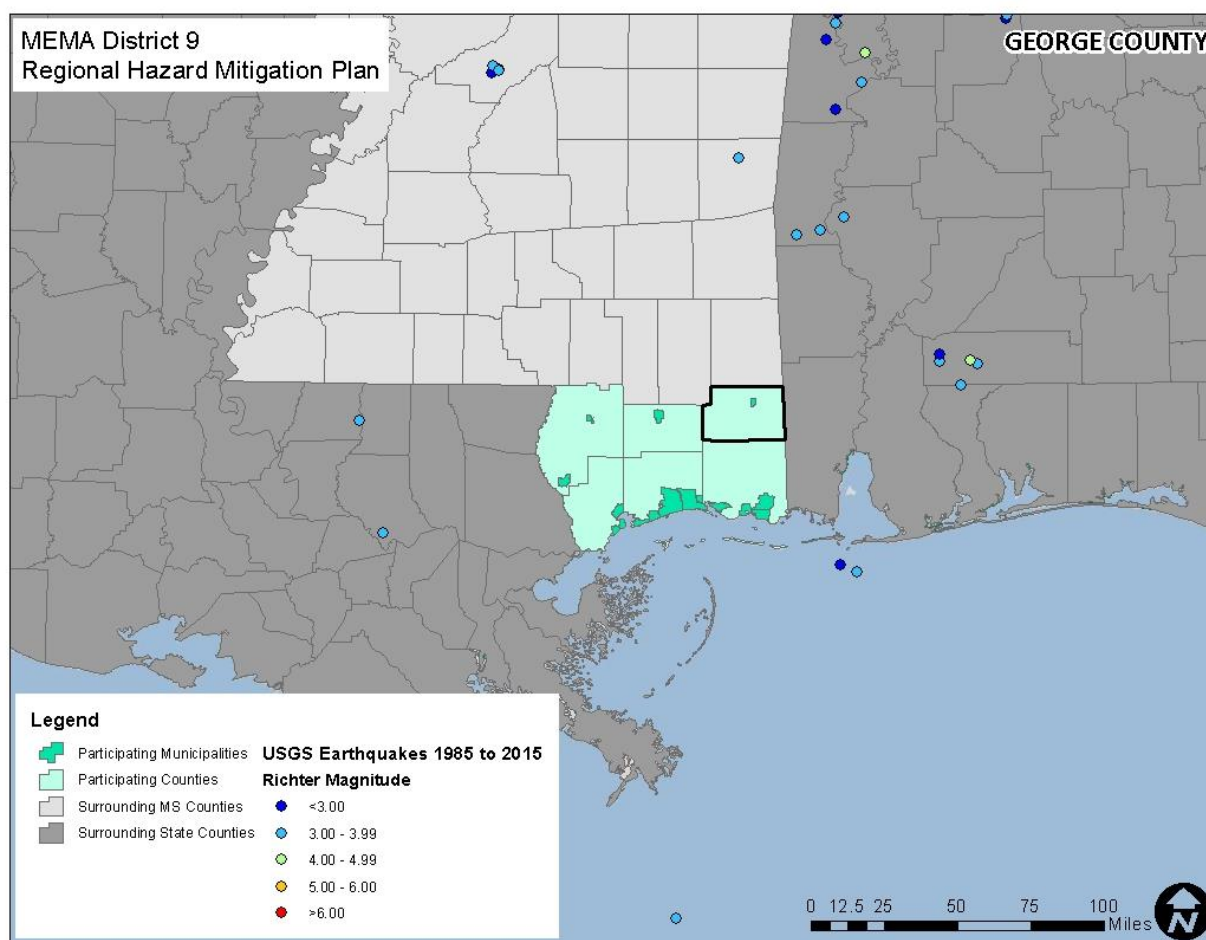 MEMA District 9
Regional Hazard Mitigation Plan
GEORGE COUNTY
Legend
Participating Municipalities
Participating Counties
Surrounding MS Counties
Surrounding State Counties
USGS Earthquakes 1985 to 2015
Richter Magnitude
<3.00
3.00 - 3.99
4.00 - 4.99
5.00 - 6.00
>6.00
0 12.5 25 50 75 100
Miles
N